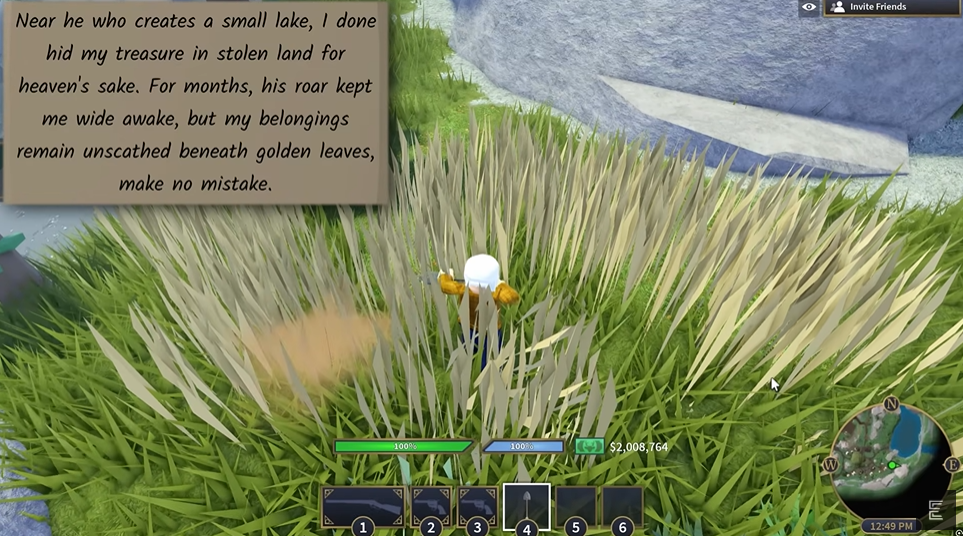 Near he who creates a small lake, I done
hid my treasure in stolen land for
heaven's sake. For months, his roar kept
me wide awake, but my belongings
remain unscathed beneath golden leaves,
make no mistake.
Invite Friends
100%
100%
$2,008,764
N
W
E
12:49 PM
E
1
2
3
4
5
6